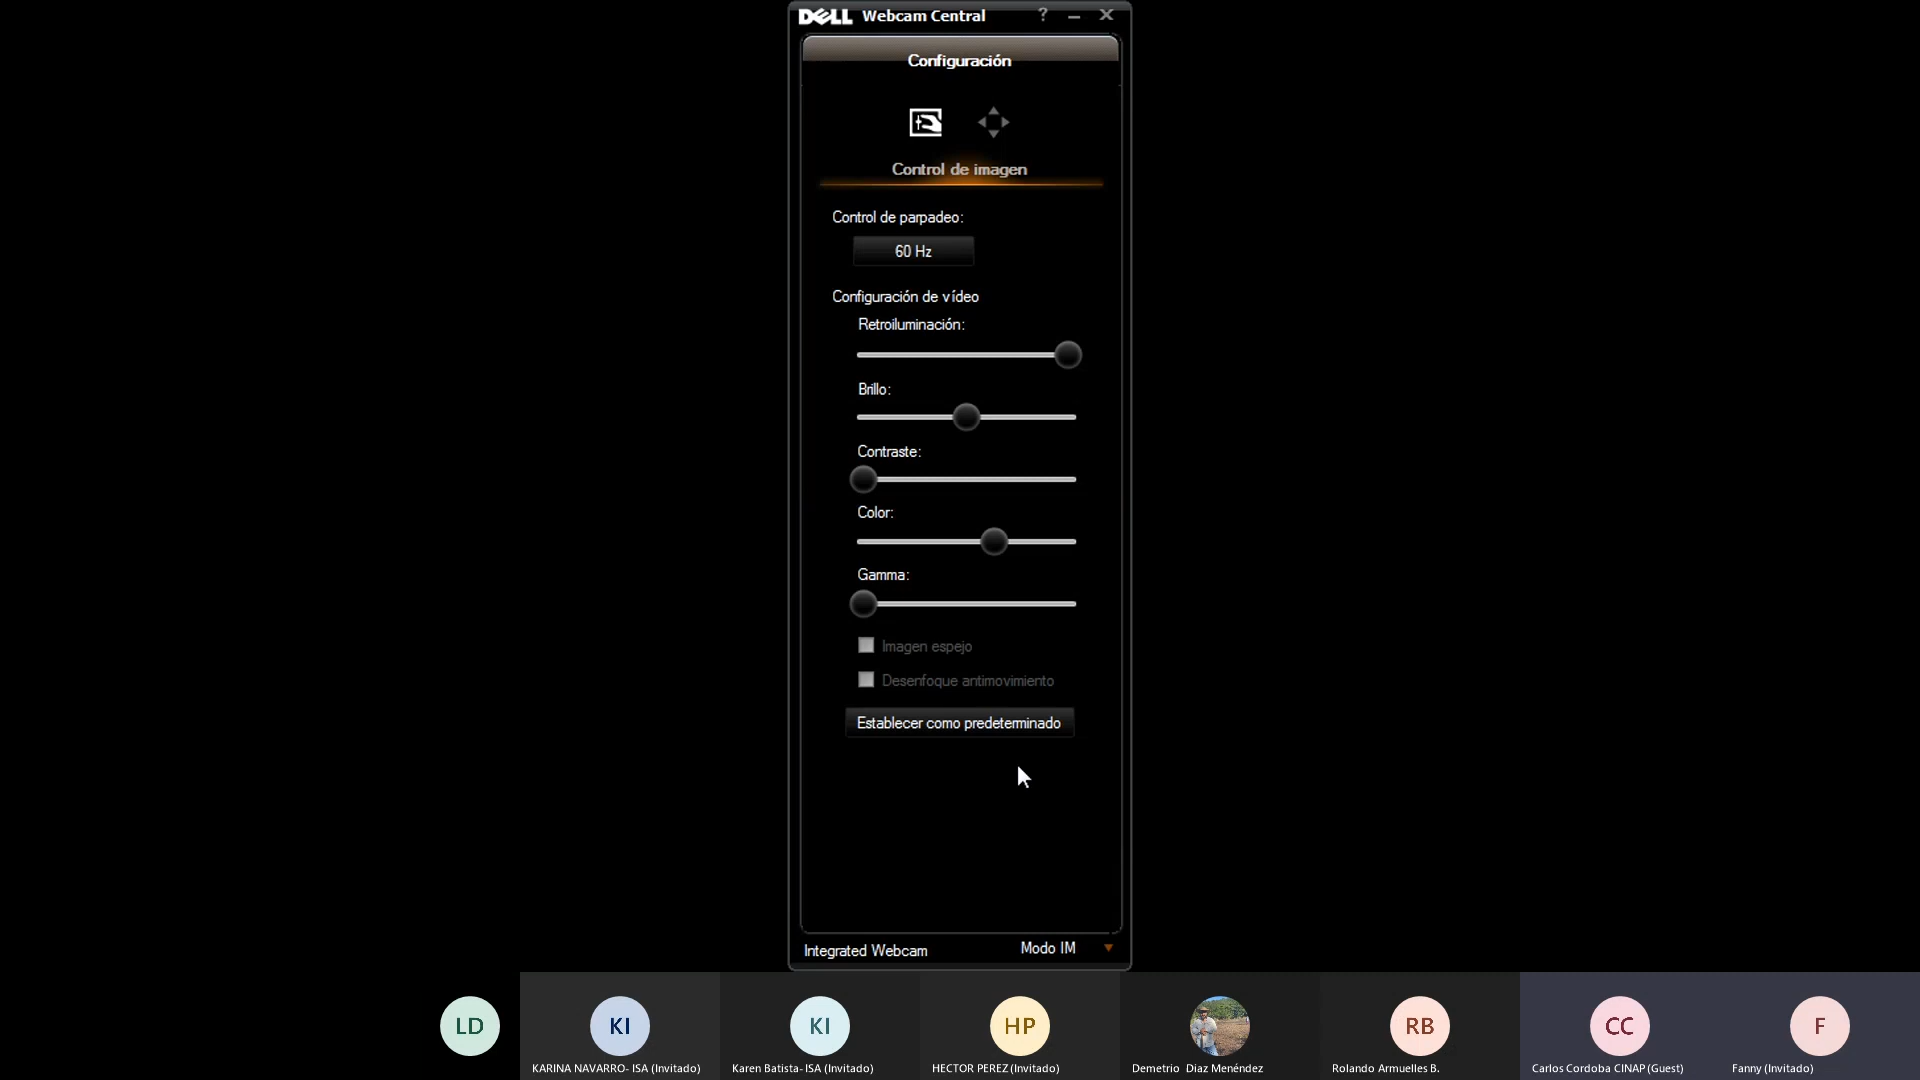 DELL Webcam Central ?
Configuración
Control de imagen
Control de parpadeo:
60 Hz
Configuración de vídeo
Retroiluminación:
Brillo:
Contraste:
Color:
Gamma:
Imagen espejo
Desenfoque antimovimiento
Establecer como predeterminado
Integrated Webcam Modo IM
LD
KI
KI
HP
RB
CC
F
KARINA NAVARRO- ISA (Invitado)
Karen Batista- ISA (Invitado)
HECTOR PEREZ (Invitado)
Demetrio Diaz Menéndez
Rolando Armuelles B.
Carlos Cordoba CINAP (Guest)
Fanny (Invitado)